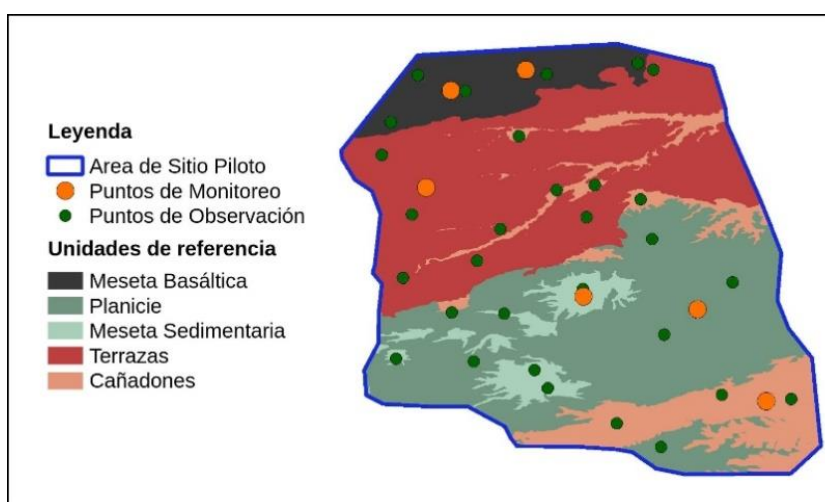 Leyenda
Area de Sitio Piloto
Puntos de Monitoreo
Puntos de Observación
Unidades de referencia
Meseta Basáltica
Planicie
Meseta Sedimentaria
Terrazas
Cañadones